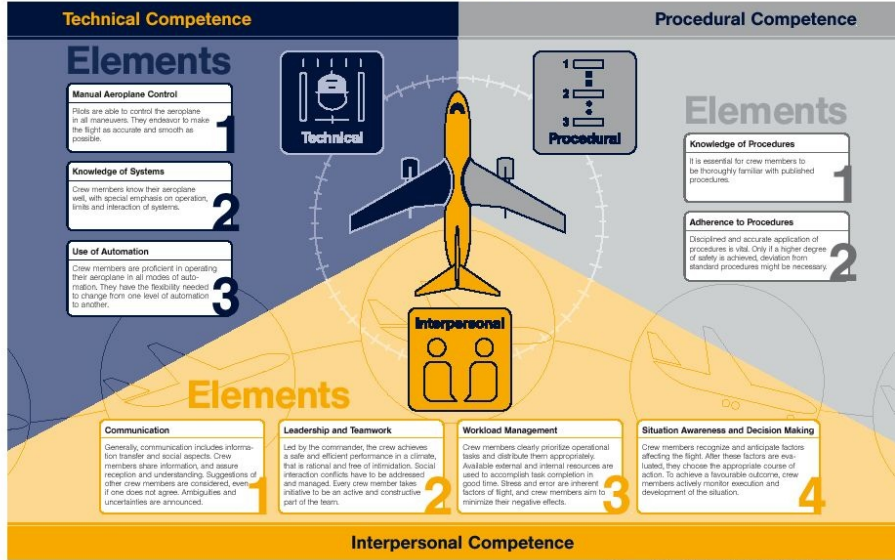 Technical Competence
Procedural Competence
Elements
Manual Aeroplane Control
Pilots are able to control the aeroplane
in all maneuvers. They endeavor to make
the flight as accurate and smooth as
possible.
1
Knowledge of Systems
Crew members know their aeroplane
well, with special emphasis on operation,
limits and interaction of systems.
2
Use of Automation
Crew members are proficient in operating
their aeroplane in all modes of auto-
mation. They have the flexibility needed
to change from one level of automation
to another.
3
Technical
1
2
3
Procedural
Elements
Knowledge of Procedures
It is essential for crew members to
be thoroughly familiar with published
procedures.
1
Adherence to Procedures
Disciplined and accurate application of
procedures is vital. Only if a higher degree
of safety is achieved, deviation from
standard procedures might be necessary.
2
Interpersonal
Elements
Communication
Generally, communication includes informa-
tion transfer and social aspects. Crew
members share information, and assure
reception and understanding. Suggestions of
other crew members are considered, even
if one does not agree. Ambiguities and
uncertainties are announced.
1
Leadership and Teamwork
Led by the commander, the crew achieves
a safe and efficient performance in a climate,
that is rational and free of intimidation. Social
interaction conflicts have to be addressed
and managed. Every crew member takes
initiative to be an active and constructive
part of the team.
2
Workload Management
Crew members clearly prioritize operational
tasks and distribute them appropriately.
Available external and internal resources are
used to accomplish task completion in
good time. Stress and error are inherent
factors of flight, and crew members aim to
minimize their negative effects.
3
Situation Awareness and Decision Making
Crew members recognize and anticipate factors
affecting the flight. After these factors are eva-
luated, they choose the appropriate course of
action. To achieve a favourable outcome, crew
members actively monitor execution and
development of the situation.
4
Interpersonal Competence